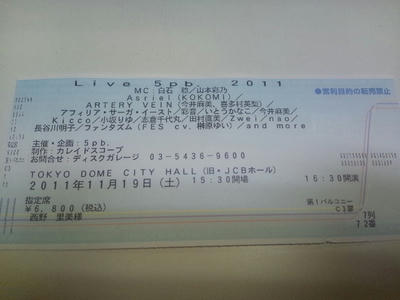 Live 5pb. 2011
MC:白石 稔/山本彩乃
Asriel(KOKOMI)/
ARTERY VEIN(今井麻美、喜多村英梨)/
アフィリア・サーガ・イースト/彩音/いとうかなこ/今井麻美/
Kicco/小坂りゆ/志倉千代丸/田村直美/Zwei/nao/
長谷川明子/ファンタズム(FES cv.榊原ゆい)/and more
●営利目的の転売禁止
主催・企画:5pb.
制作:カレイドスコープ
お問合せ:ディスクガレージ 03-5436-9600
TOKYO DOME CITY HALL(旧・JCBホール)
2011年11月19日(土) 15:30開場 16:30開演
指定席
¥6,800(税込)
西野 里美様
第1バルコニー
C1扉
1列
72番